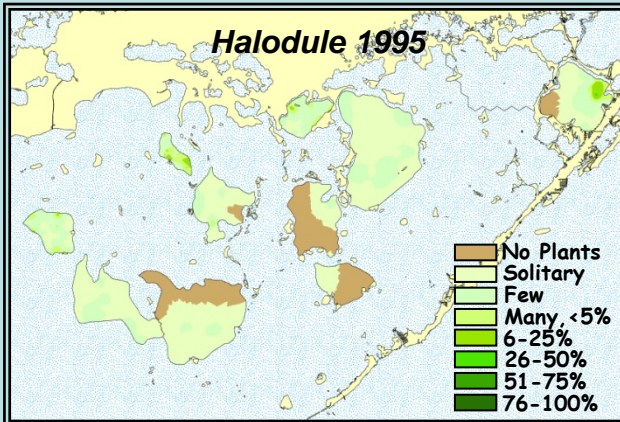 Halodule 1995
No Plants
Solitary
Few
Many, <5%
6-25%
26-50%
51-75%
76-100%